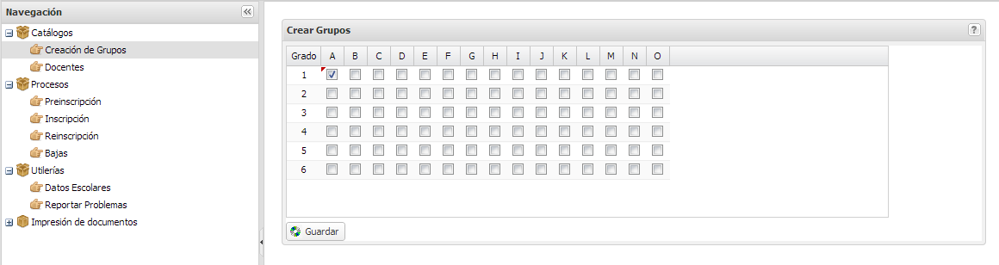 Navegación
Catálogos
Creación de Grupos
Docentes
Procesos
Preinscripción
Inscripción
Reinscripción
Bajas
Utilerías
Datos Escolares
Reportar Problemas
Impresión de documentos
Crear Grupos ?
Grado A B C D E F G H I J K L M N O
1
2
3
4
5
6
Guardar